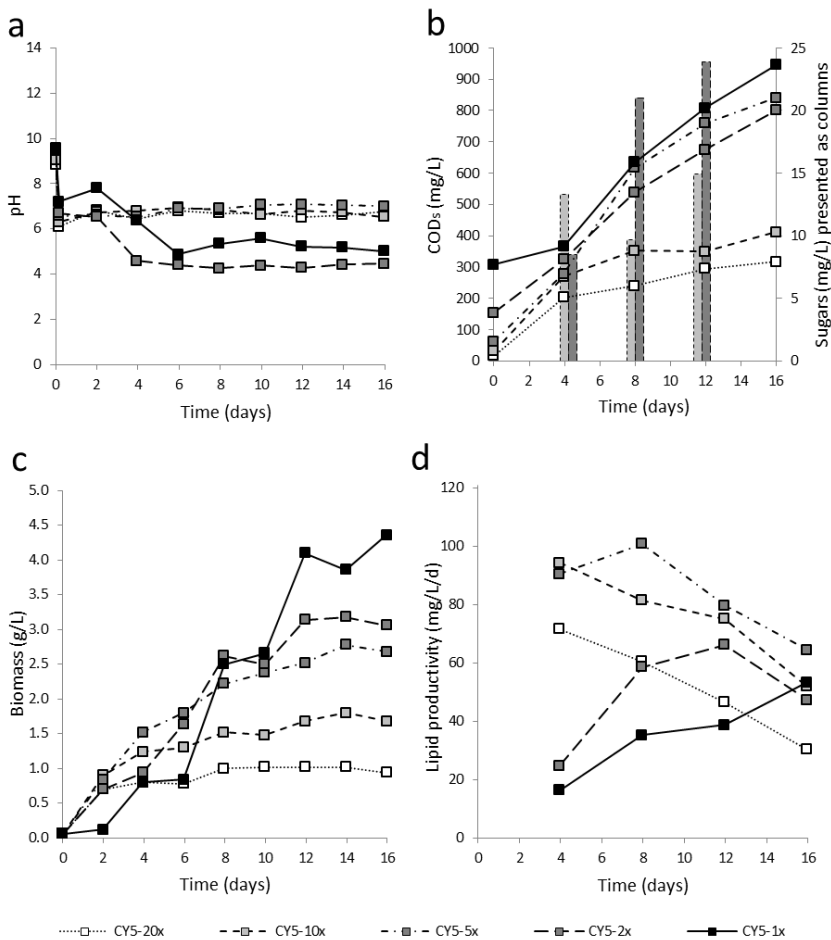 a
14
12
10
8
6
4
2
0
pH
0 2 4 6 8 10 12 14 16
Time (days)
b
1000
900
800
700
600
500
400
300
200
100
0
CODs (mg/L)
25
20
15
10
5
0
Sugars (mg/L) presented as columns
0 4 8 12 16
Time (days)
c
5.0
4.5
4.0
3.5
3.0
2.5
2.0
1.5
1.0
0.5
0.0
Biomass (g/L)
0 2 4 6 8 10 12 14 16
Time (days)
d
120
100
80
60
40
20
0
Lipid productivity (mg/L/d)
0 2 4 6 8 10 12 14 16
Time (days)
CY5-20x CY5-10x CY5-5x CY5-2x CY5-1x